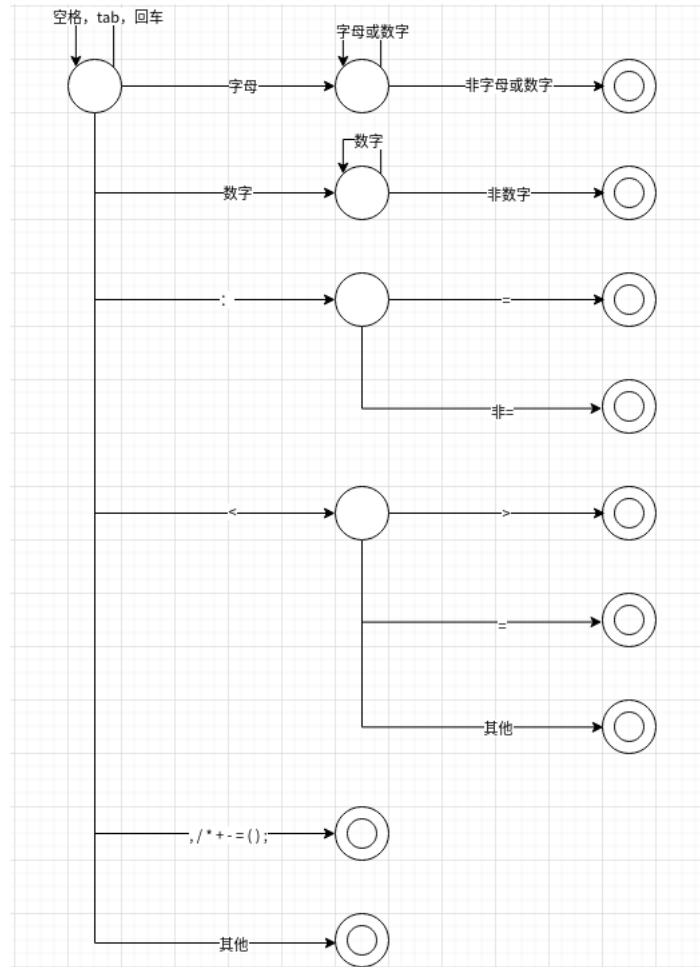 空格，tab，回车
字母或数字
字母
非字母或数字
数字
数字
非数字
：
=
非=
<
>
=
其他
, / * + - = ( ) ;
其他